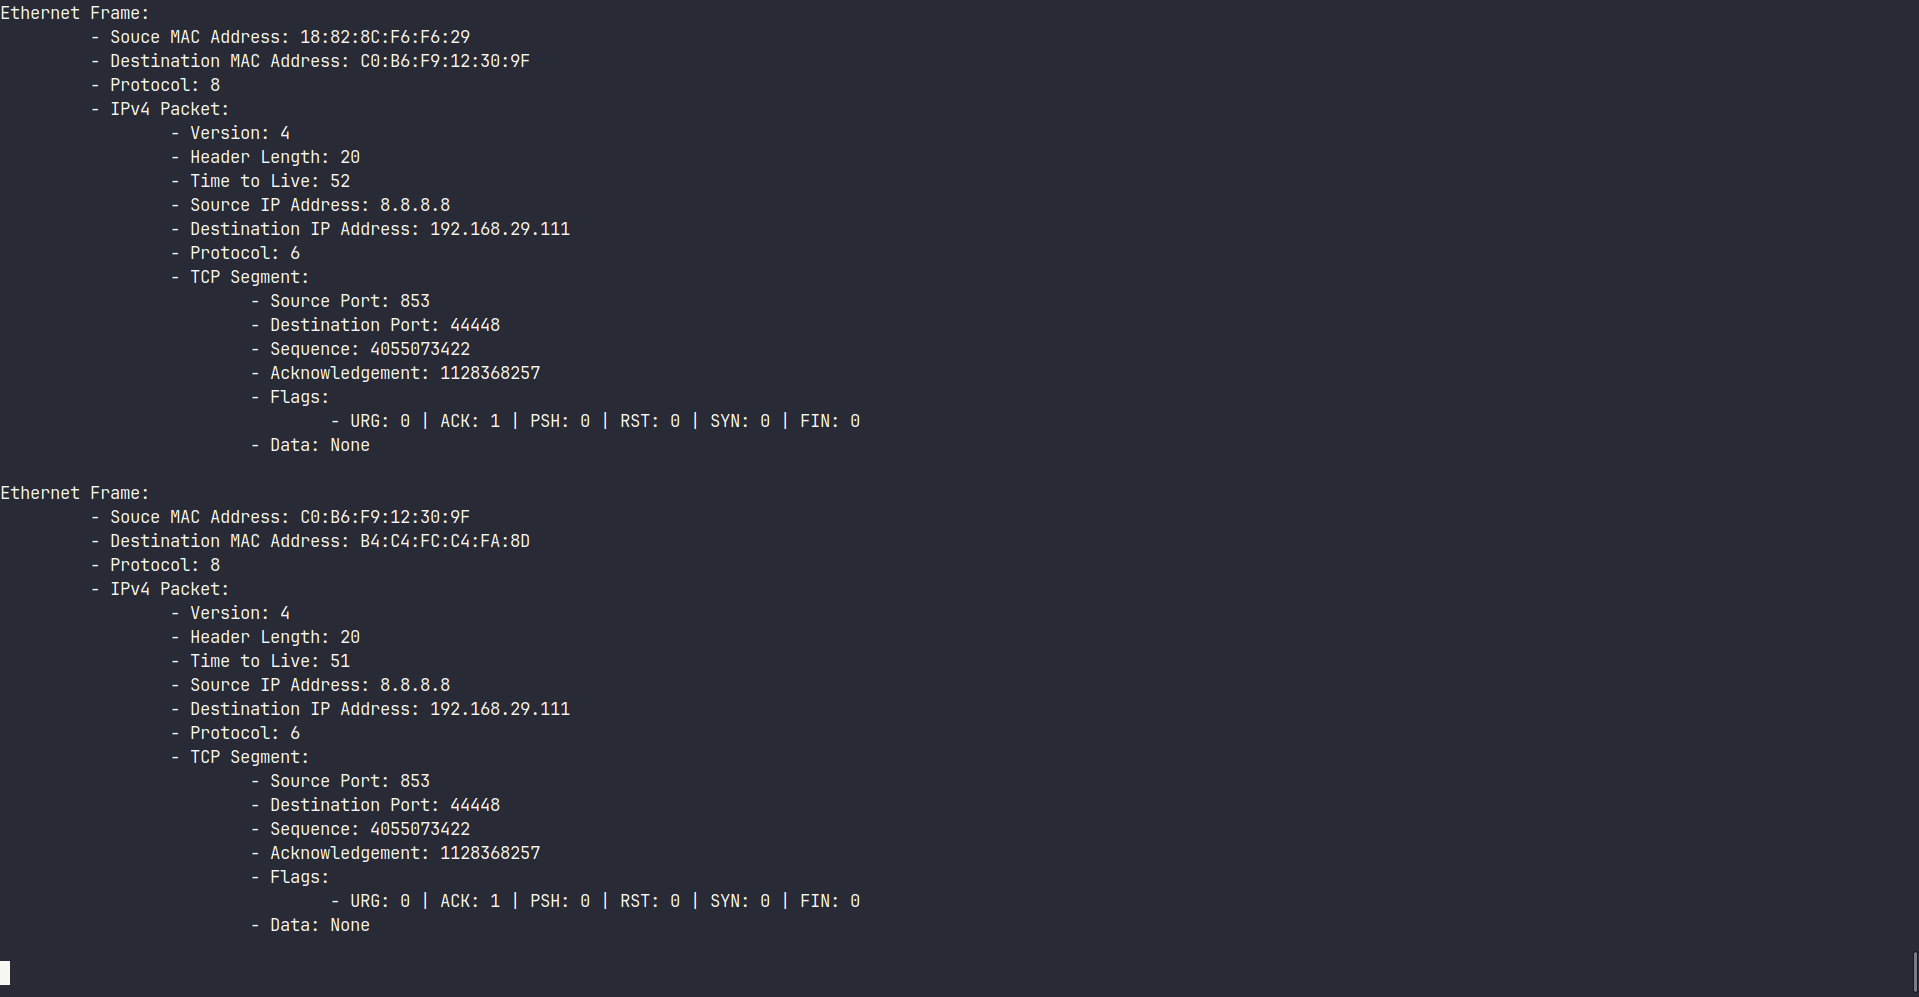 Ethernet Frame:
- Souce MAC Address: 18:82:8C:F6:F6:29
- Destination MAC Address: C0:B6:F9:12:30:9F
- Protocol: 8
- IPv4 Packet:
- Version: 4
- Header Length: 20
- Time to Live: 52
- Source IP Address: 8.8.8.8
- Destination IP Address: 192.168.29.111
- Protocol: 6
- TCP Segment:
- Source Port: 853
- Destination Port: 44448
- Sequence: 4055073422
- Acknowledgement: 1128368257
- Flags:
- URG: 0 | ACK: 1 | PSH: 0 | RST: 0 | SYN: 0 | FIN: 0
- Data: None
Ethernet Frame:
- Souce MAC Address: C0:B6:F9:12:30:9F
- Destination MAC Address: B4:C4:FC:C4:FA:8D
- Protocol: 8
- IPv4 Packet:
- Version: 4
- Header Length: 20
- Time to Live: 51
- Source IP Address: 8.8.8.8
- Destination IP Address: 192.168.29.111
- Protocol: 6
- TCP Segment:
- Source Port: 853
- Destination Port: 44448
- Sequence: 4055073422
- Acknowledgement: 1128368257
- Flags:
- URG: 0 | ACK: 1 | PSH: 0 | RST: 0 | SYN: 0 | FIN: 0
- Data: None